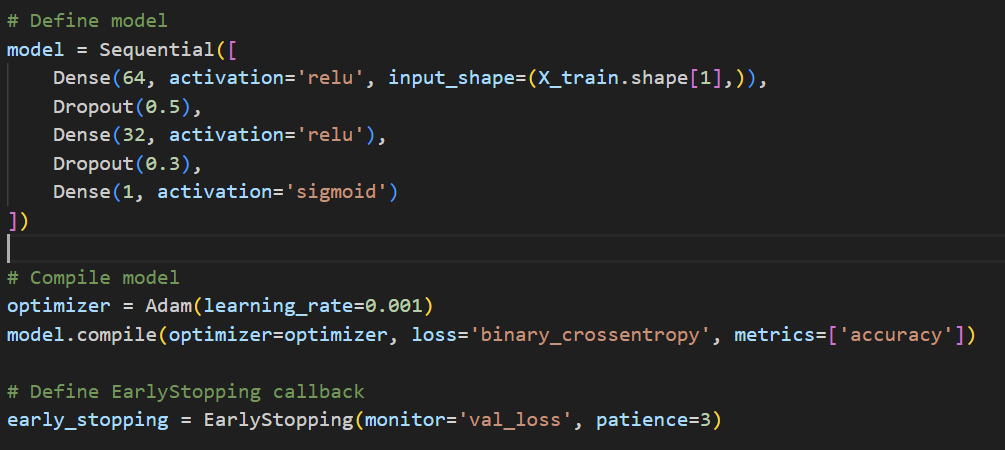 # Define model
model = Sequential([
    Dense(64, activation='relu', input_shape=(X_train.shape[1],)),
    Dropout(0.5),
    Dense(32, activation='relu'),
    Dropout(0.3),
    Dense(1, activation='sigmoid')
])
# Compile model
optimizer = Adam(learning_rate=0.001)
model.compile(optimizer=optimizer, loss='binary_crossentropy', metrics=['accuracy'])
# Define EarlyStopping callback
early_stopping = EarlyStopping(monitor='val_loss', patience=3)